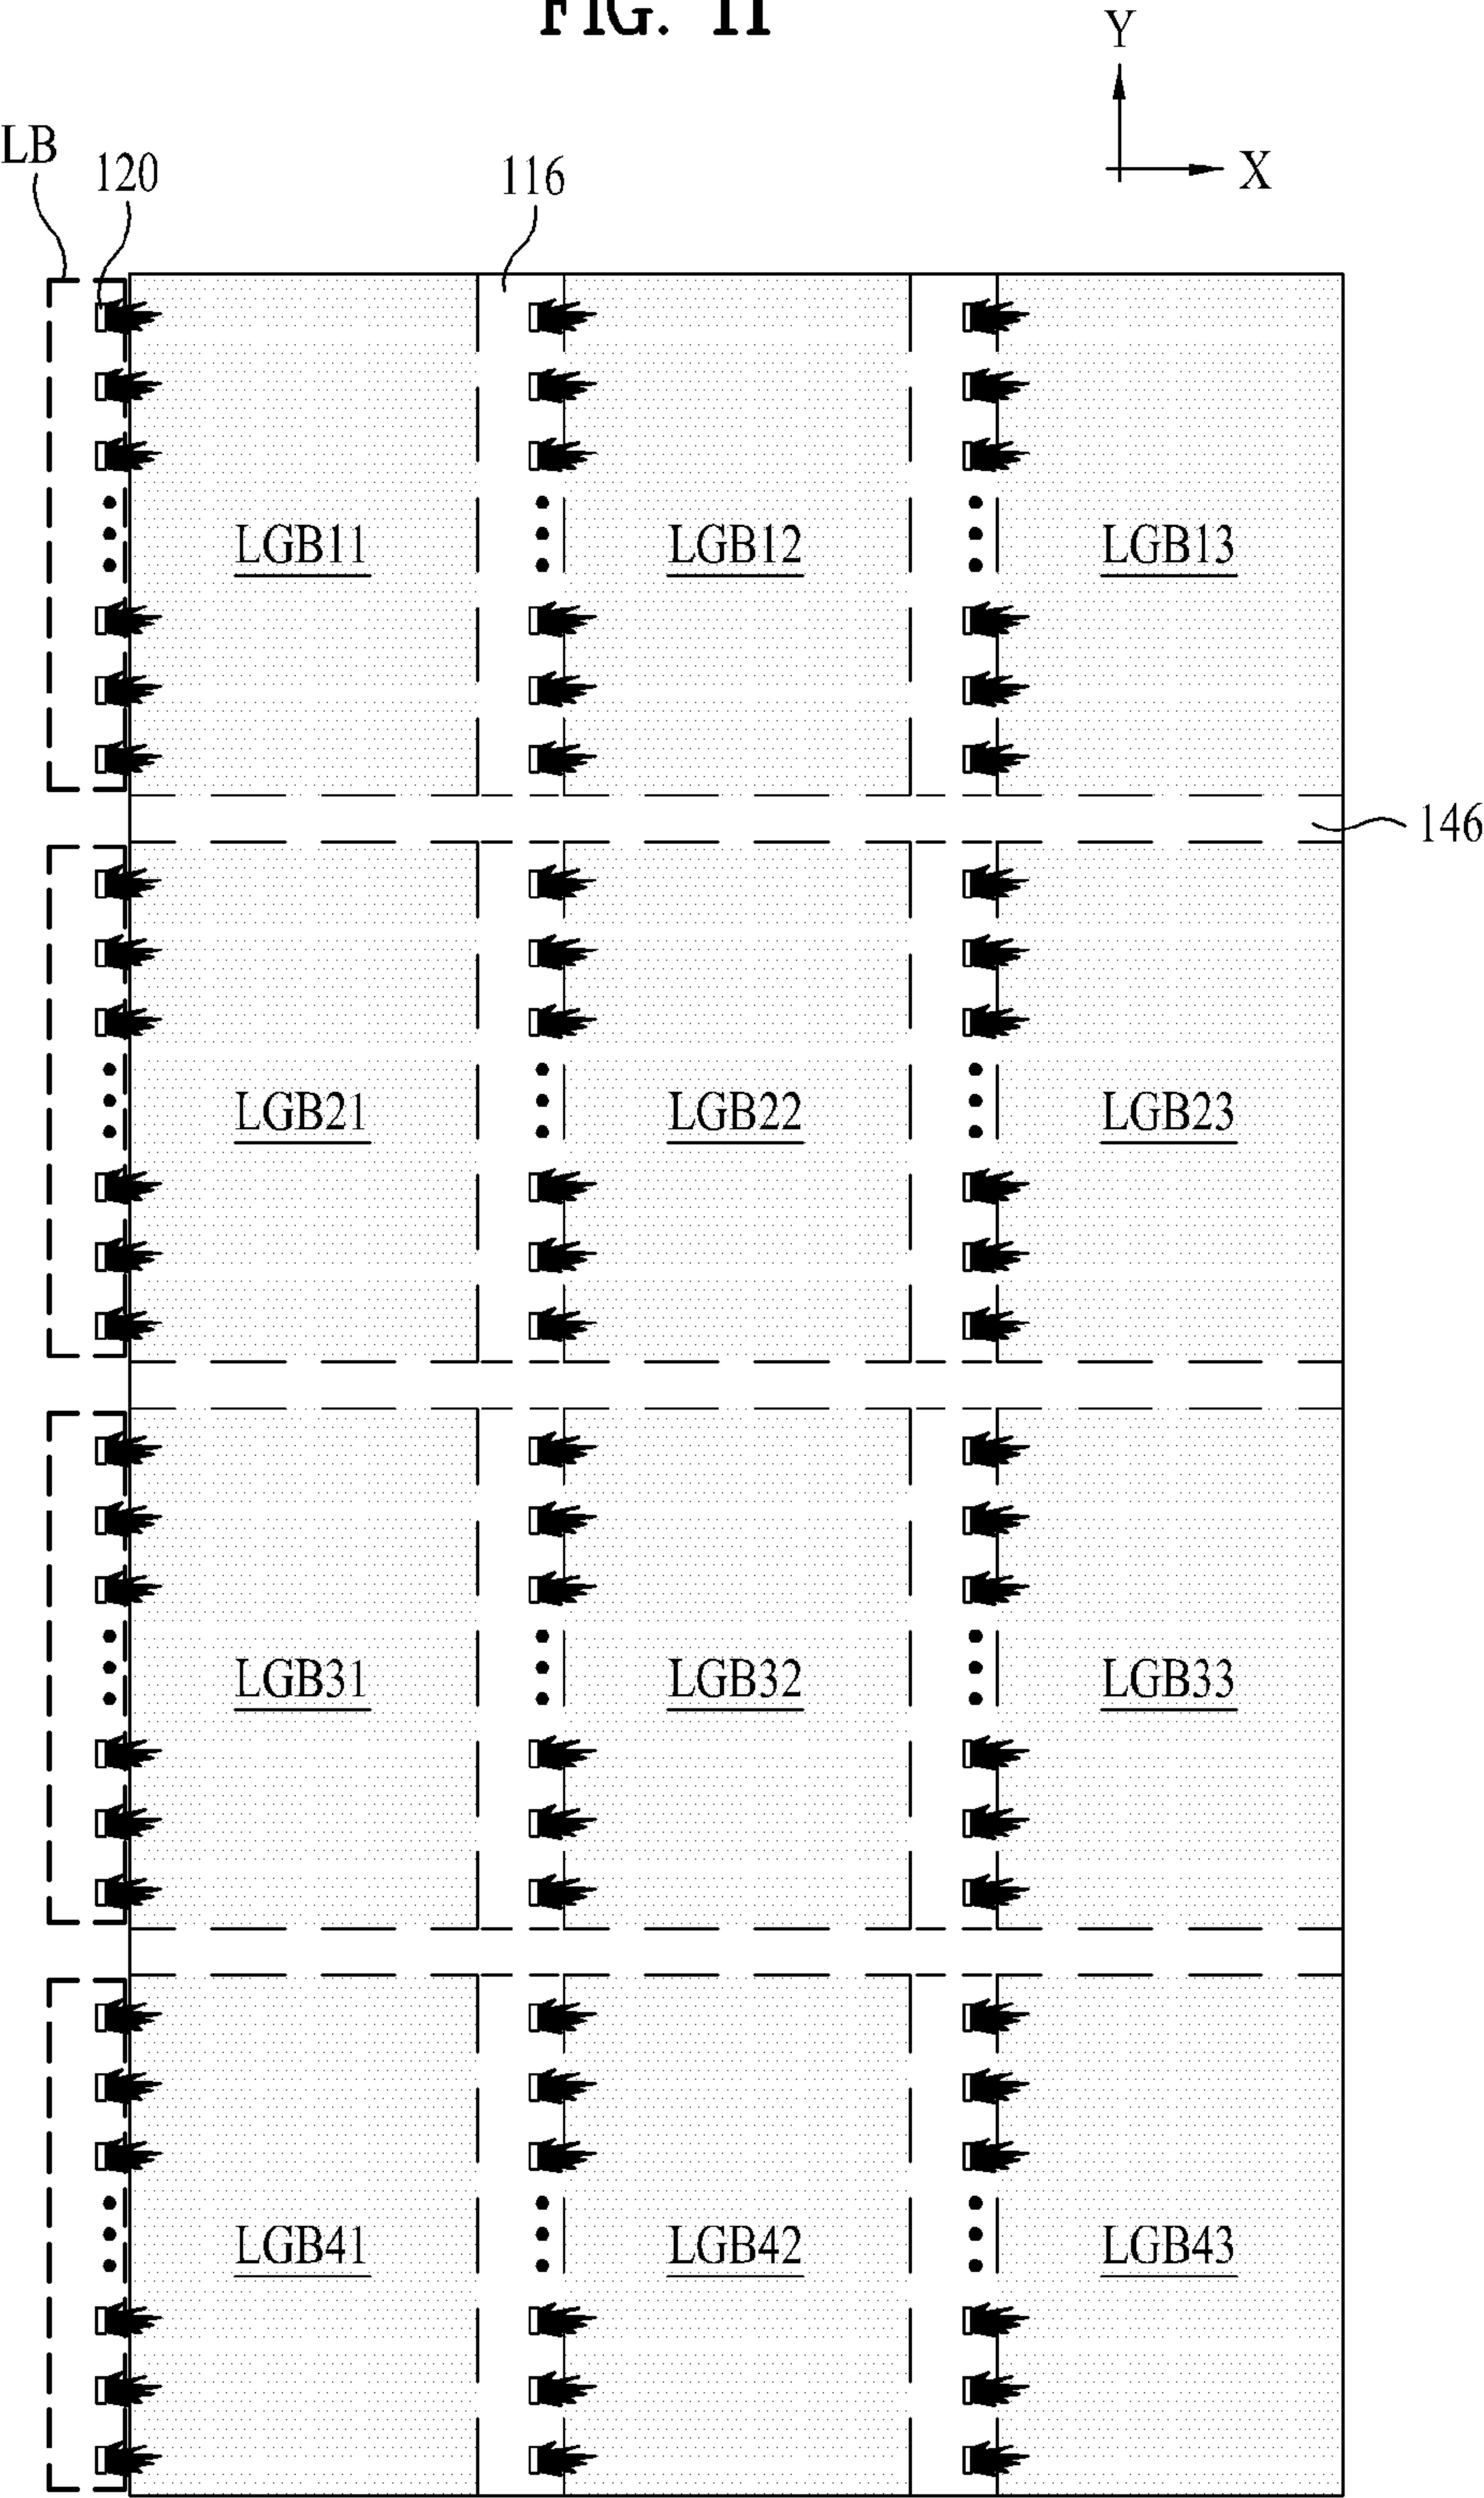 FIG. 11
Y
X
LB
120
116
LGB11
LGB12
LGB13
146
LGB21
LGB22
LGB23
LGB31
LGB32
LGB33
LGB41
LGB42
LGB43